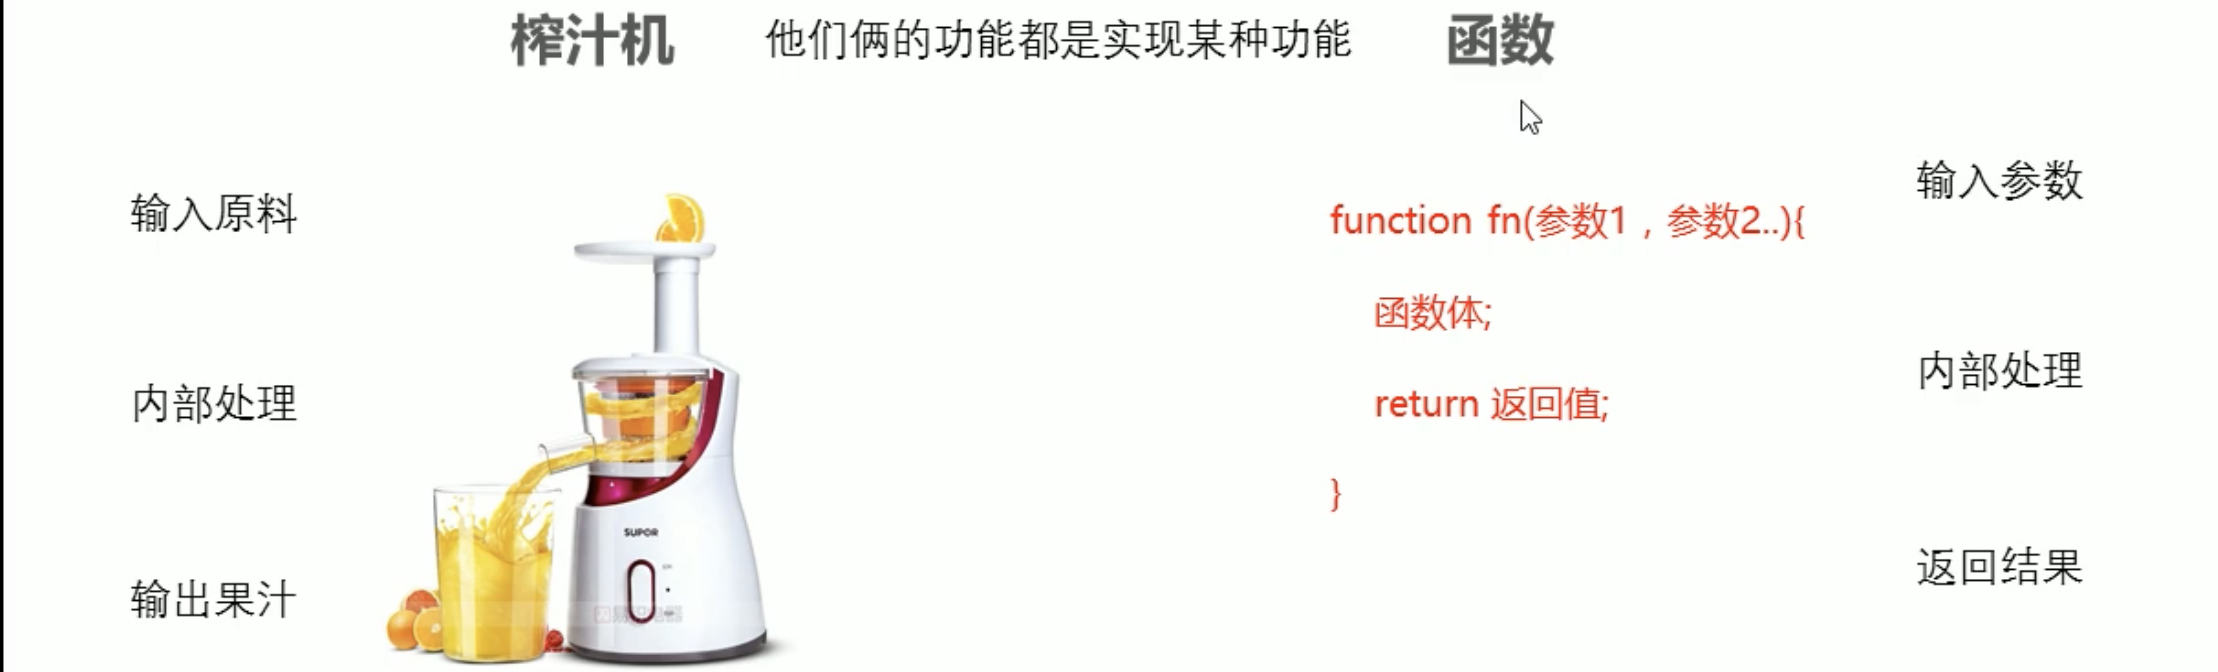 榨汁机
他们俩的功能都是实现某种功能
函数
输入原料
内部处理
输出果汁
SUPOR
function fn(参数1，参数2..){
函数体;
return 返回值;
}
输入参数
内部处理
返回结果